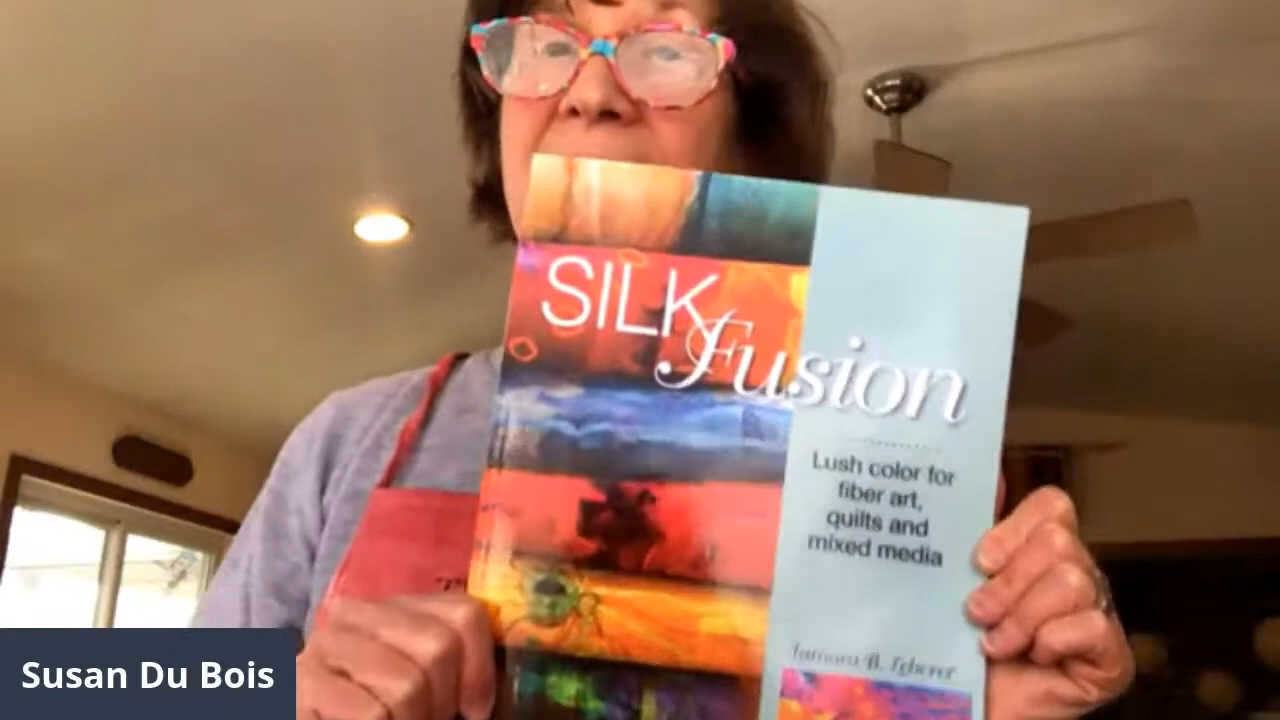 SILK
Fusion
Lush color for
fiber art,
quilts and
mixed media
Susan Du Bois